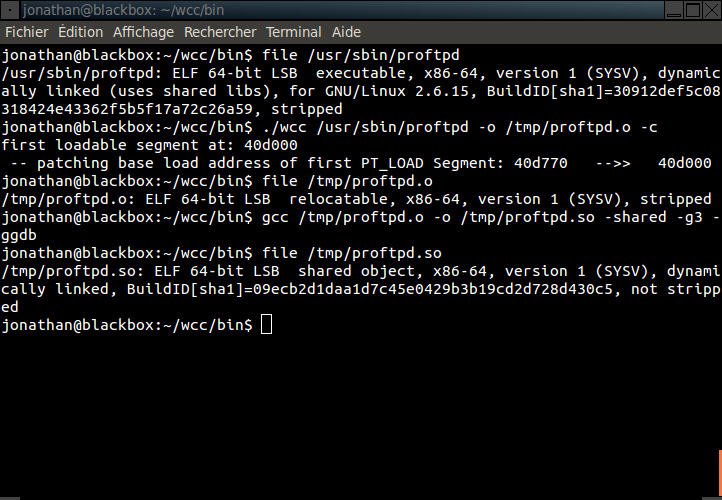 jonathan@blackbox: ~/wcc/bin
Fichier Édition Affichage Rechercher Terminal Aide
jonathan@blackbox:~/wcc/bin$ file /usr/sbin/proftpd
/usr/sbin/proftpd: ELF 64-bit LSB  executable, x86-64, version 1 (SYSV), dynamic
ally linked (uses shared libs), for GNU/Linux 2.6.15, BuildID[sha1]=30912def5c08
318424e43362f5b5f17a72c26a59, stripped
jonathan@blackbox:~/wcc/bin$ ./wcc /usr/sbin/proftpd -o /tmp/proftpd.o -c
first loadable segment at: 40d000
 -- patching base load address of first PT_LOAD Segment: 40d770   -->>   40d000
jonathan@blackbox:~/wcc/bin$ file /tmp/proftpd.o
/tmp/proftpd.o: ELF 64-bit LSB  relocatable, x86-64, version 1 (SYSV), stripped
jonathan@blackbox:~/wcc/bin$ gcc /tmp/proftpd.o -o /tmp/proftpd.so -shared -g3 -
ggdb
jonathan@blackbox:~/wcc/bin$ file /tmp/proftpd.so
/tmp/proftpd.so: ELF 64-bit LSB  shared object, x86-64, version 1 (SYSV), dynami
cally linked, BuildID[sha1]=09ecb2d1daa1d7c45e0429b3b19cd2d728d430c5, not stripp
ed
jonathan@blackbox:~/wcc/bin$